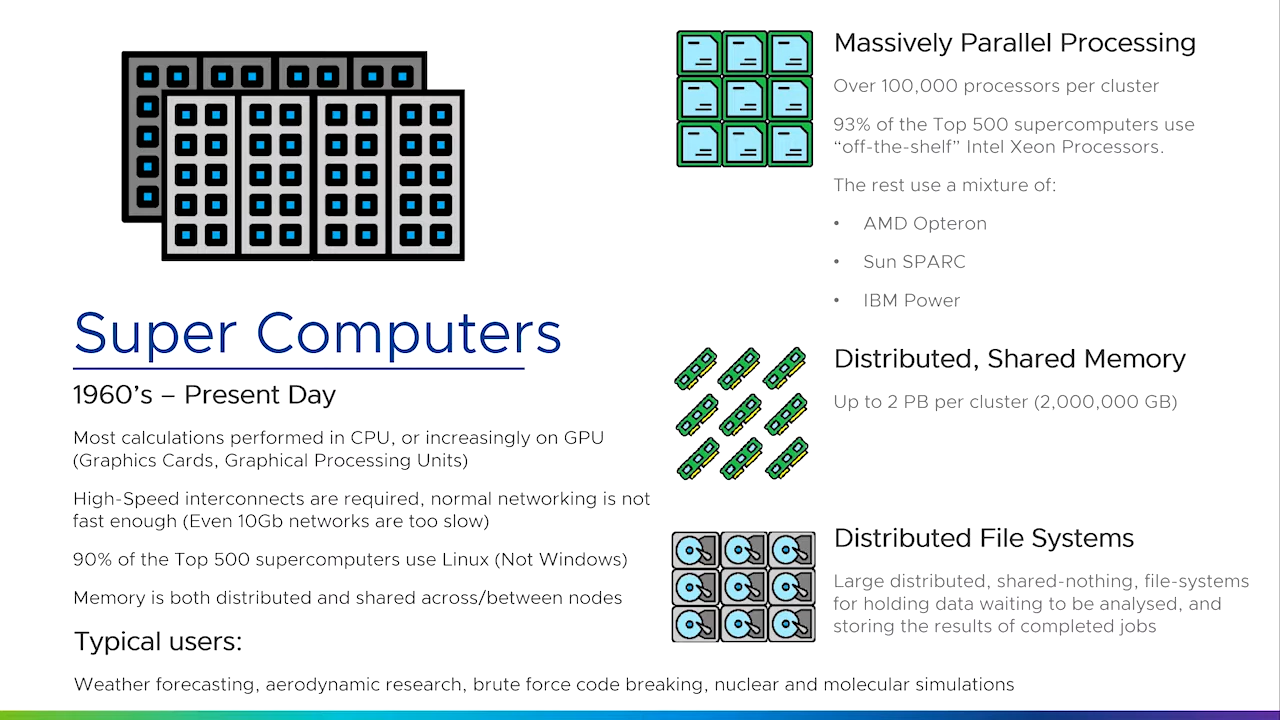 Super Computers
1960’s – Present Day
Most calculations performed in CPU, or increasingly on GPU
(Graphics Cards, Graphical Processing Units)
High-Speed interconnects are required, normal networking is not
fast enough (Even 10Gb networks are too slow)
90% of the Top 500 supercomputers use Linux (Not Windows)
Memory is both distributed and shared across/between nodes
Typical users:
Weather forecasting, aerodynamic research, brute force code breaking, nuclear and molecular simulations
Massively Parallel Processing
Over 100,000 processors per cluster
93% of the Top 500 supercomputers use
“off-the-shelf” Intel Xeon Processors.
The rest use a mixture of:
• AMD Opteron
• Sun SPARC
• IBM Power
Distributed, Shared Memory
Up to 2 PB per cluster (2,000,000 GB)
Distributed File Systems
Large distributed, shared-nothing, file-systems
for holding data waiting to be analysed, and
storing the results of completed jobs